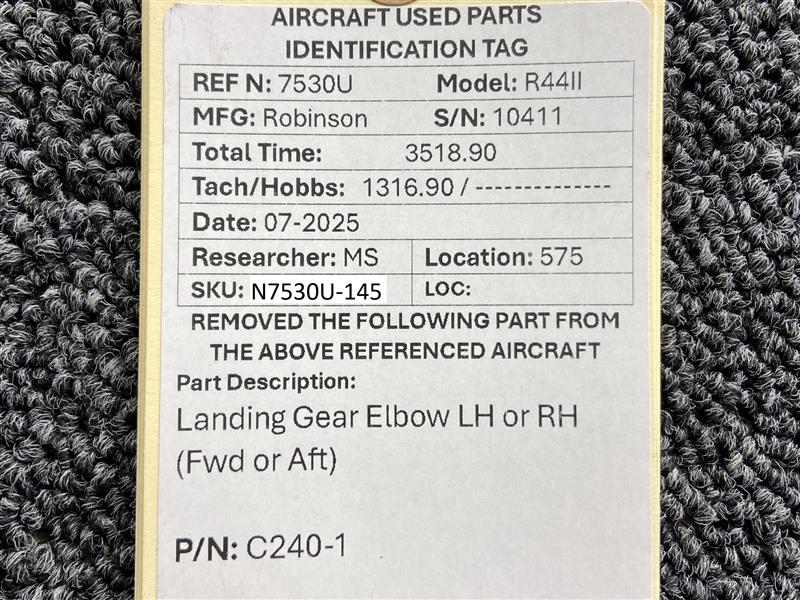 AIRCRAFT USED PARTS
IDENTIFICATION TAG
REF N: 7530U Model: R44II
MFG: Robinson S/N: 10411
Total Time: 3518.90
Tach/Hobbs: 1316.90 / --------------
Date: 07-2025
Researcher: MS Location: 575
SKU: N7530U-145 LOC:
REMOVED THE FOLLOWING PART FROM
THE ABOVE REFERENCED AIRCRAFT
Part Description:
Landing Gear Elbow LH or RH
(Fwd or Aft)
P/N: C240-1